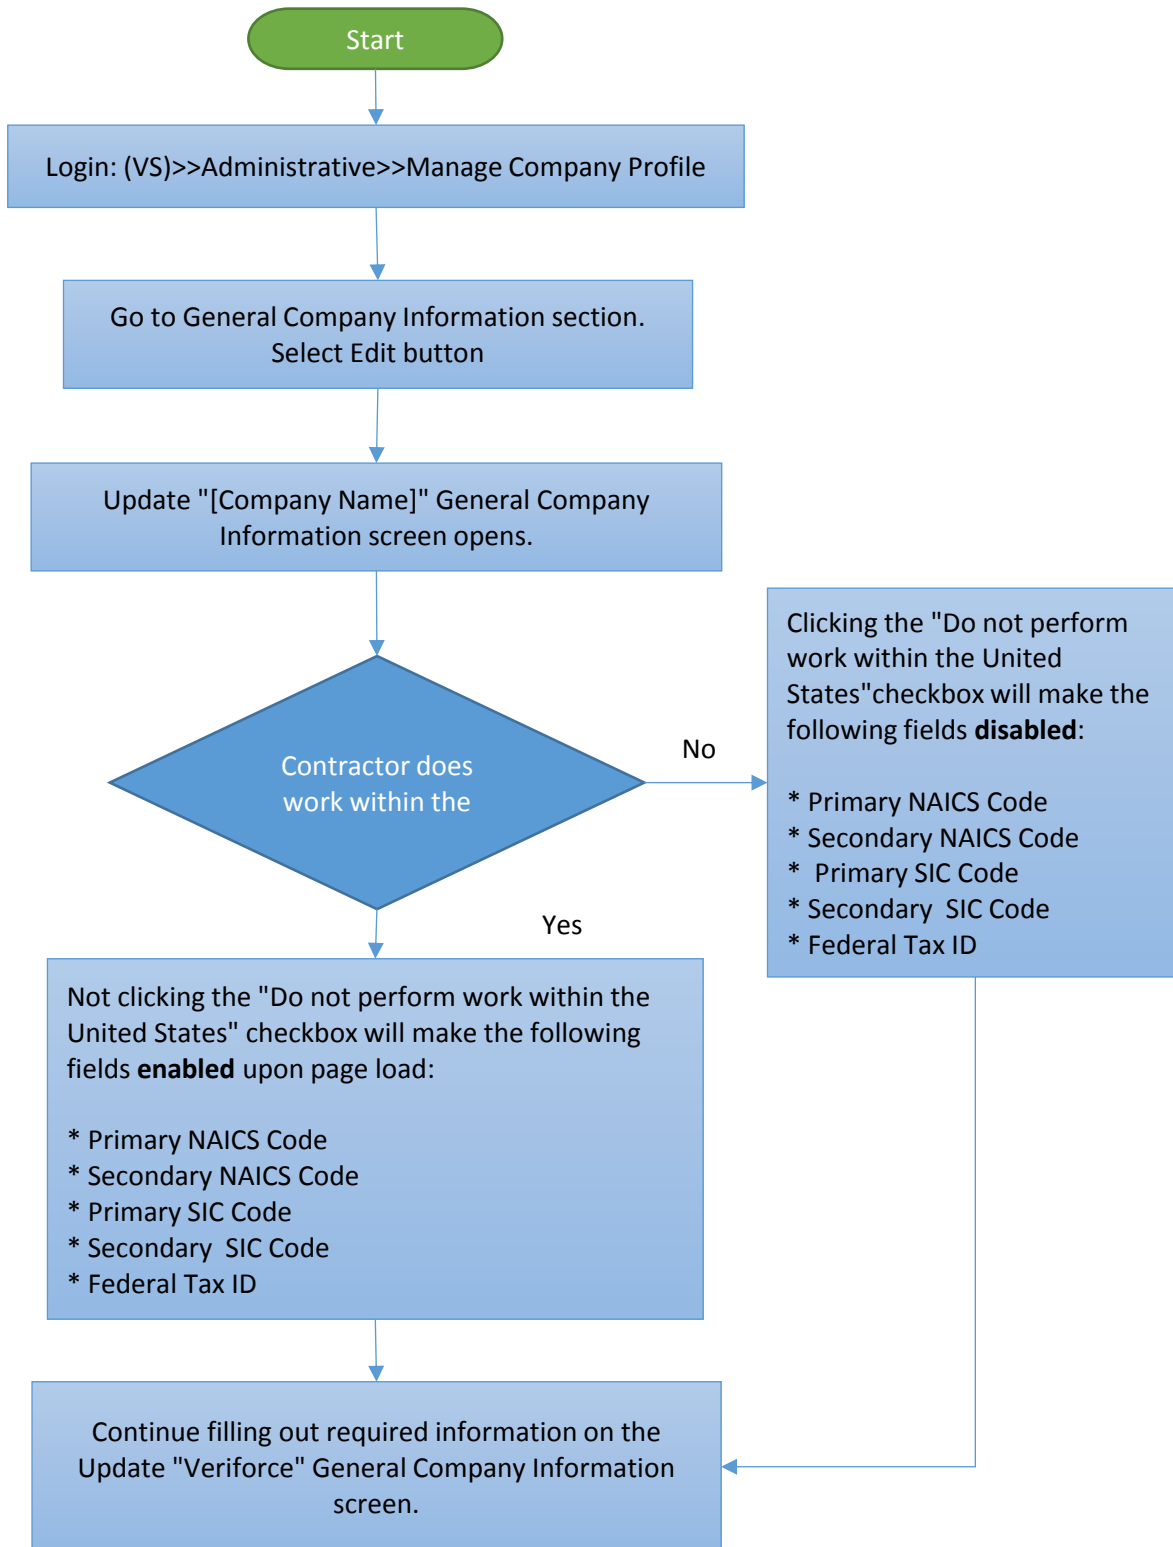 Start
Login: (VS)>>Administrative>>Manage Company Profile
Go to General Company Information section.
Select Edit button
Update "[Company Name]" General Company
Information screen opens.
Contractor does
work within the
No
Clicking the "Do not perform
work within the United
States"checkbox will make the
following fields disabled:
* Primary NAICS Code
* Secondary NAICS Code
*  Primary SIC Code
* Secondary  SIC Code
* Federal Tax ID
Yes
Not clicking the "Do not perform work within the
United States" checkbox will make the following
fields enabled upon page load:
* Primary NAICS Code
* Secondary NAICS Code
* Primary SIC Code
* Secondary  SIC Code
* Federal Tax ID
Continue filling out required information on the
Update "Veriforce" General Company Information
screen.